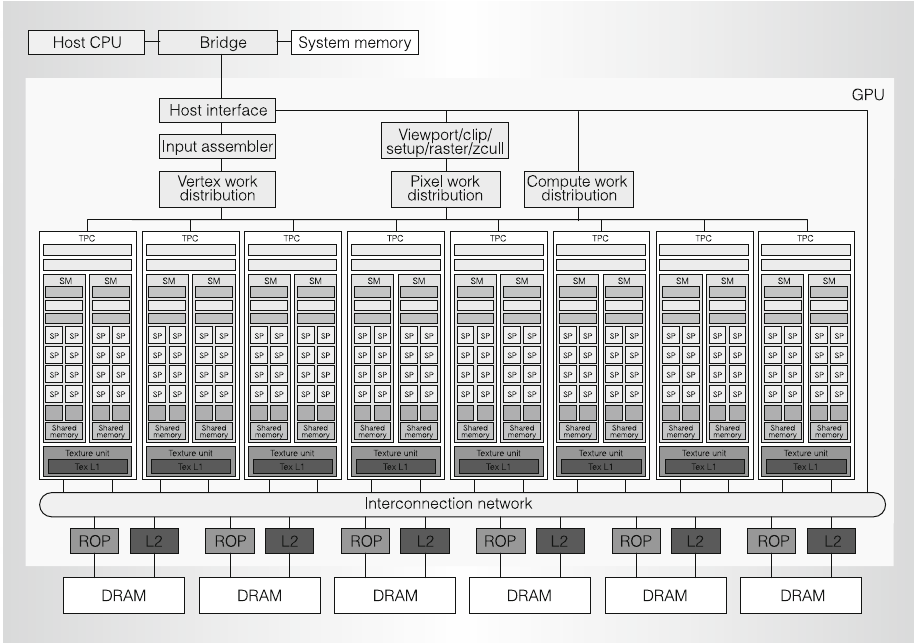 Host CPU Bridge System memory
GPU
Host interface
Viewport/clip/
setup/raster/zcull
Input assembler
Vertex work
distribution
Pixel work
distribution
Compute work
distribution
TPC TPC TPC TPC TPC TPC TPC TPC
SM SM SM SM SM SM SM SM SM SM SM SM SM SM SM SM
SP SP SP SP SP SP SP SP SP SP SP SP SP SP SP SP SP SP SP SP SP SP SP SP SP SP SP SP SP SP SP SP
SP SP SP SP SP SP SP SP SP SP SP SP SP SP SP SP SP SP SP SP SP SP SP SP SP SP SP SP SP SP SP SP
SP SP SP SP SP SP SP SP SP SP SP SP SP SP SP SP SP SP SP SP SP SP SP SP SP SP SP SP SP SP SP SP
SP SP SP SP SP SP SP SP SP SP SP SP SP SP SP SP SP SP SP SP SP SP SP SP SP SP SP SP SP SP SP SP
Shared Shared Shared Shared Shared Shared Shared Shared Shared Shared Shared Shared Shared Shared Shared Shared
memory memory memory memory memory memory memory memory memory memory memory memory memory memory memory memory
Texture unit Texture unit Texture unit Texture unit Texture unit Texture unit Texture unit Texture unit
Tex L1 Tex L1 Tex L1 Tex L1 Tex L1 Tex L1 Tex L1 Tex L1
Interconnection network
ROP L2 ROP L2 ROP L2 ROP L2 ROP L2 ROP L2
DRAM DRAM DRAM DRAM DRAM DRAM